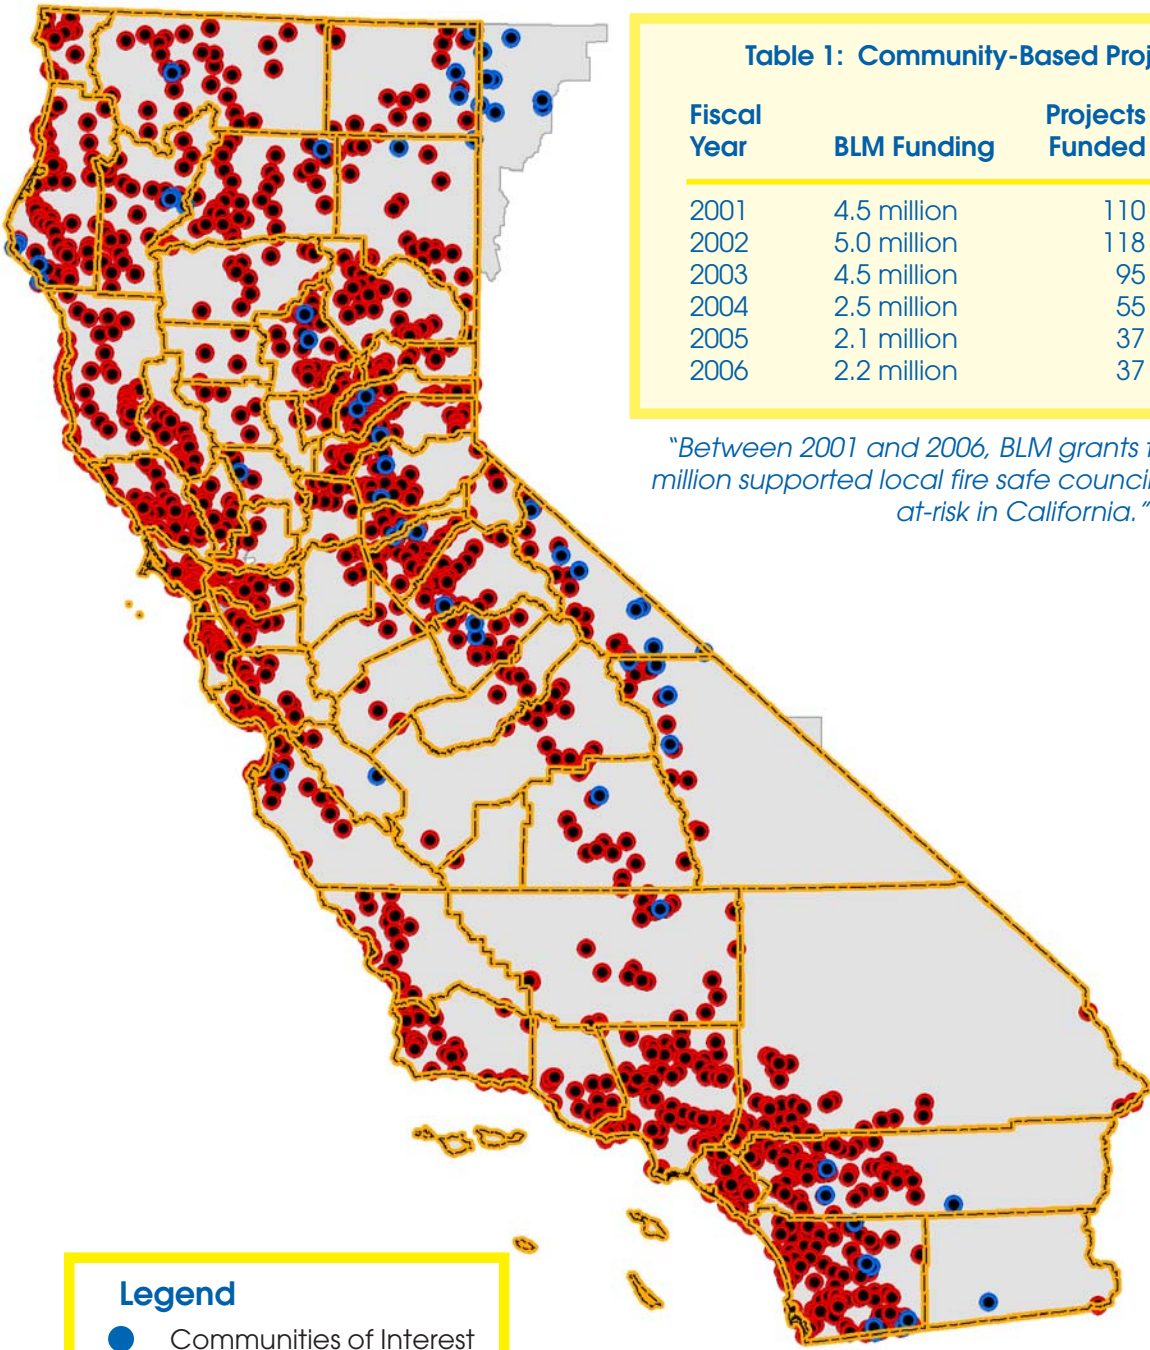 Table 1: Community-Based Proj
Fiscal Year BLM Funding Projects Funded
2001 4.5 million 110
2002 5.0 million 118
2003 4.5 million 95
2004 2.5 million 55
2005 2.1 million 37
2006 2.2 million 37
“Between 2001 and 2006, BLM grants
million supported local fire safe
at-risk in California.”
Legend
Communities of Interest